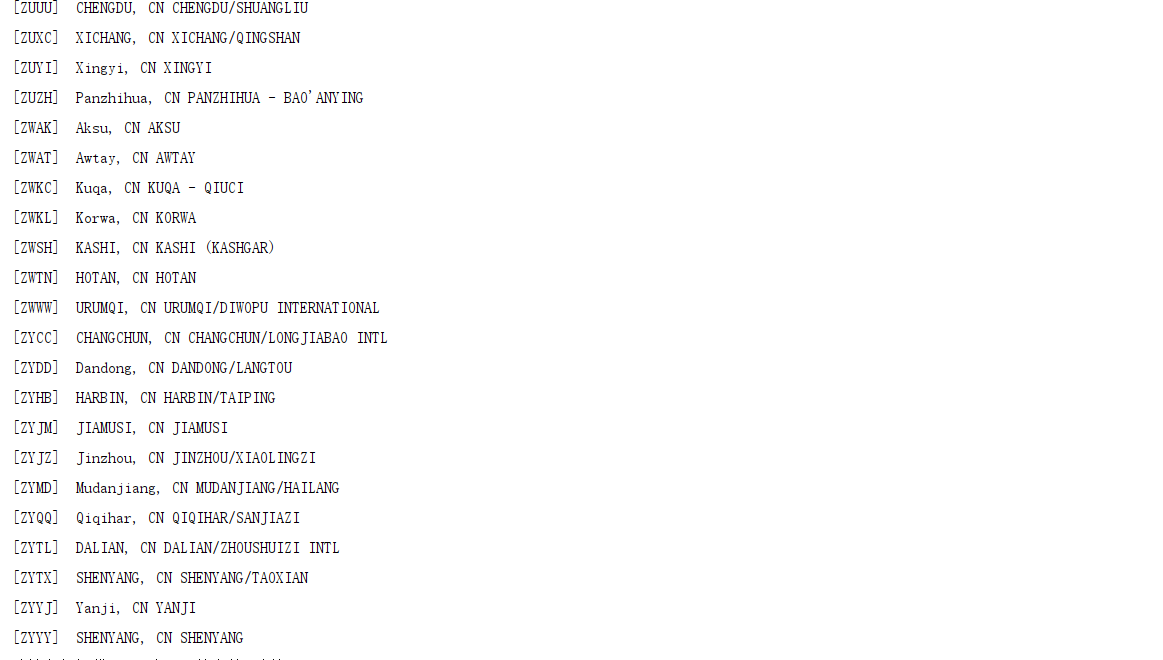 [ZUUU] CHENGDU, CN CHENGDU/SHUANGLIU
[ZUXC] XICHANG, CN XICHANG/QINGSHAN
[ZUYI] Xingyi, CN XINGYI
[ZUZH] Panzhihua, CN PANZHIHUA - BAO'ANYING
[ZWAK] Aksu, CN AKSU
[ZWAT] Awtay, CN AWTAY
[ZWKC] Kuqa, CN KUQA - QIUCI
[ZWKL] Korwa, CN KORWA
[ZWSH] KASHI, CN KASHI (KASHGAR)
[ZWTN] HOTAN, CN HOTAN
[ZWWW] URUMQI, CN URUMQI/DIWOPU INTERNATIONAL
[ZYCC] CHANGCHUN, CN CHANGCHUN/LONGJIABAO INTL
[ZYDD] Dandong, CN DANDONG/LANGTOU
[ZYHB] HARBIN, CN HARBIN/TAIPING
[ZYJM] JIAMUSI, CN JIAMUSI
[ZYJZ] Jinzhou, CN JINZHOU/XIAOLINGZI
[ZYMD] Mudanjiang, CN MUDANJIANG/HAILANG
[ZYQQ] Qiqihar, CN QIQIHAR/SANJIAZI
[ZYTL] DALIAN, CN DALIAN/ZHOUSHUIZI INTL
[ZYTX] SHENYANG, CN SHENYANG/TAOXIAN
[ZYYJ] Yanji, CN YANJI
[ZYYY] SHENYANG, CN SHENYANG